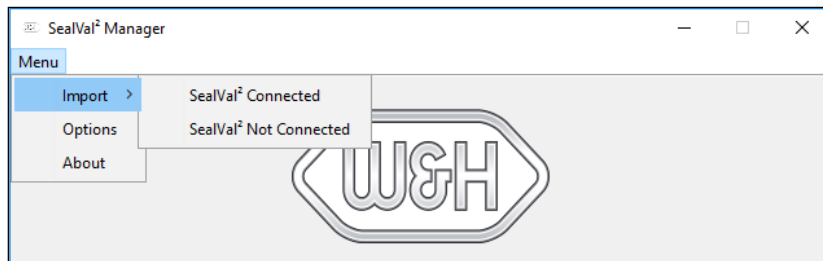 SealVal² Manager
Menu
Import
SealVal² Connected
Options
SealVal² Not Connected
About
W&H